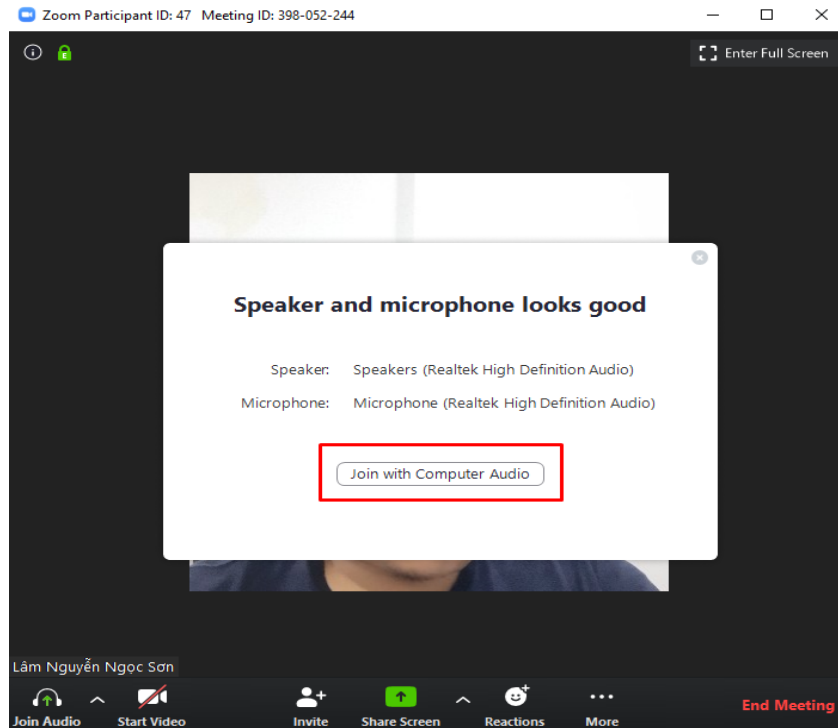 Zoom Participant ID: 47 Meeting ID: 398-052-244
Enter Full Screen
Speaker and microphone looks good
Speaker: Speakers (Realtek High Definition Audio)
Microphone: Microphone (Realtek High Definition Audio)
Join with Computer Audio
Lâm Nguyễn Ngọc Sơn
Join Audio Start Video Invite Share Screen Reactions More End Meeting